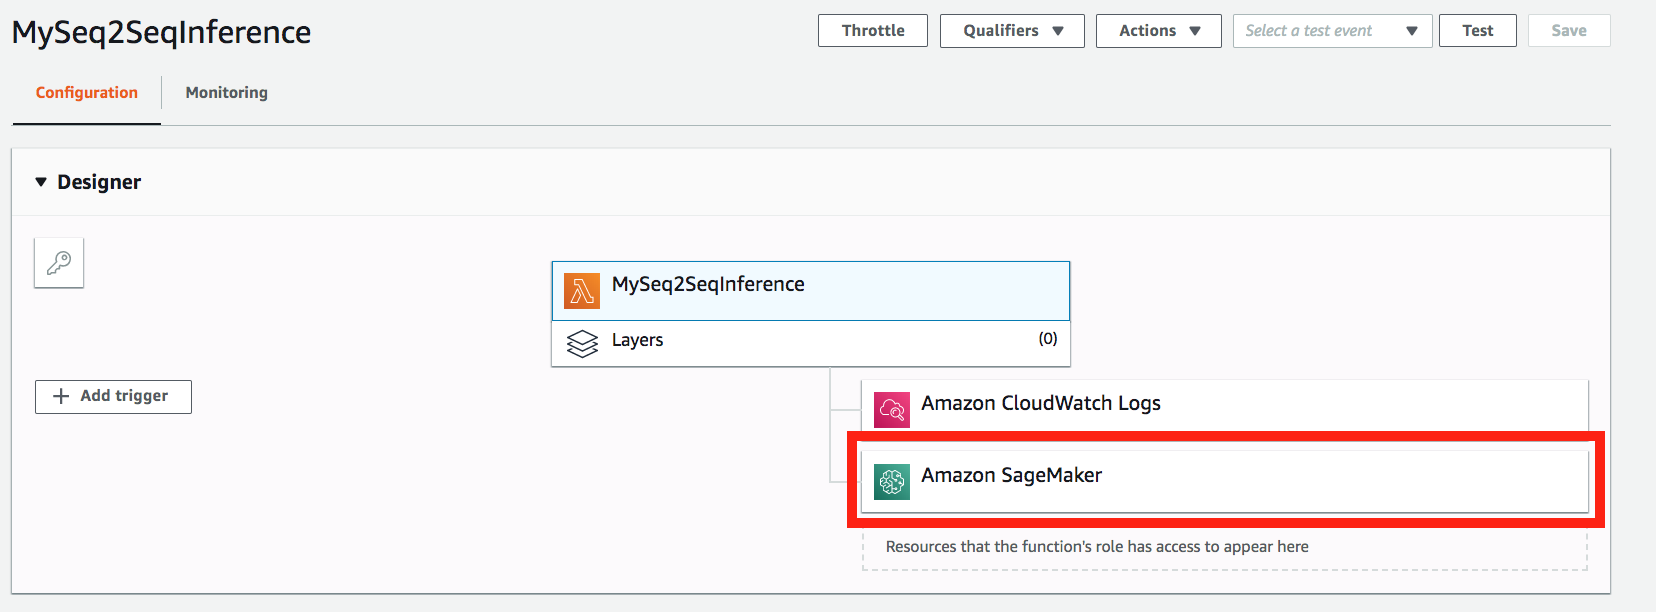 MySeq2SeqInference
Throttle
Qualifiers
Actions
Select a test event
Test
Save
Configuration
Monitoring
Designer
MySeq2SeqInference
Layers
(0)
Add trigger
Amazon CloudWatch Logs
Amazon SageMaker
Resources that the function's role has access to appear here